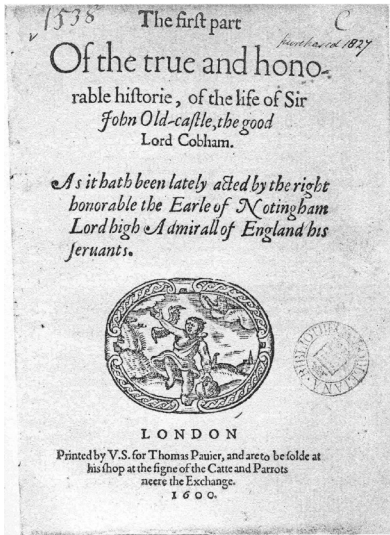 1538
C
purchased 1827
The firſt part
Of the true and hono-
rable hiſtorie, of the life of Sir
John Old-caſtle, the good
Lord Cobham.
As it hath been lately acted by the right
honorable the Earle of Notingham
Lord high Admirall of England his
ſeruants.
LONDON
Printed by V.S. for Thomas Pauier, and are to be ſolde at
his ſhop at the ſigne of the Catte and Parrots
neere the Exchange.
1600.